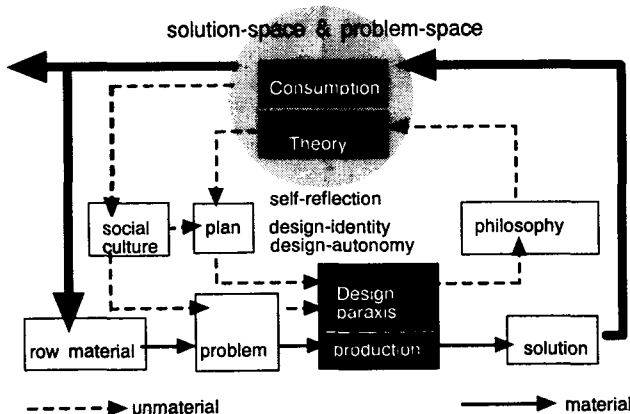 solution-space & problem-space
Consumption
Theory
self-reflection
design-identity
design-autonomy
social
culture
plan
philosophy
Design
paraxis
production
row material
problem
solution
unmaterial
material